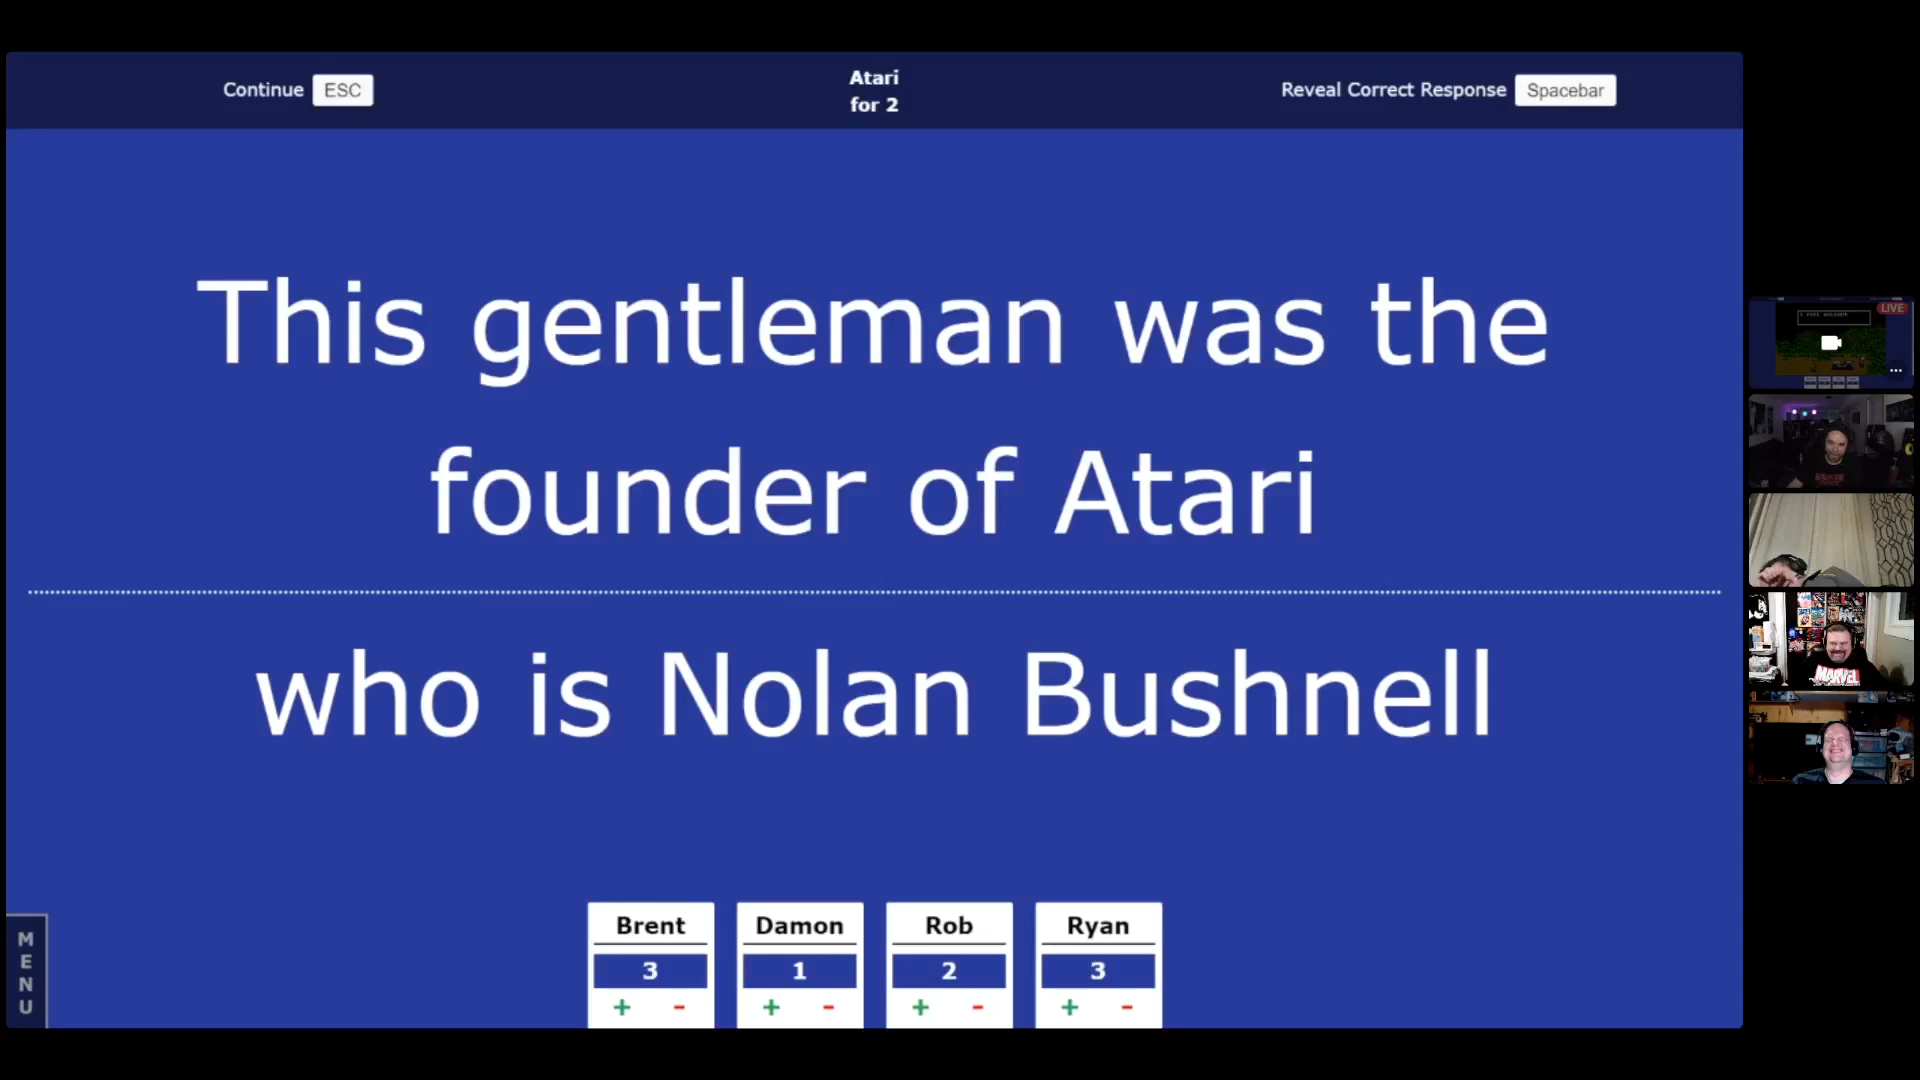 Continue ESC
Atari
for 2
Reveal Correct Response Spacebar
This gentleman was the
founder of Atari
who is Nolan Bushnell
LIVE
MARVEL
MENU
Brent
3
+ -
Damon
1
+ -
Rob
2
+ -
Ryan
3
+ -